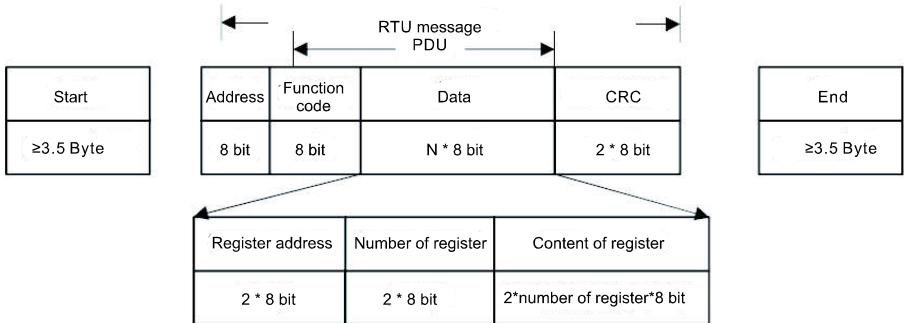 RTU message
PDU
Start
Address
Function
code
Data
CRC
End
≥3.5 Byte
8 bit
8 bit
N * 8 bit
2 * 8 bit
≥3.5 Byte
Register address
Number of register
Content of register
2 * 8 bit
2 * 8 bit
2*number of register*8 bit